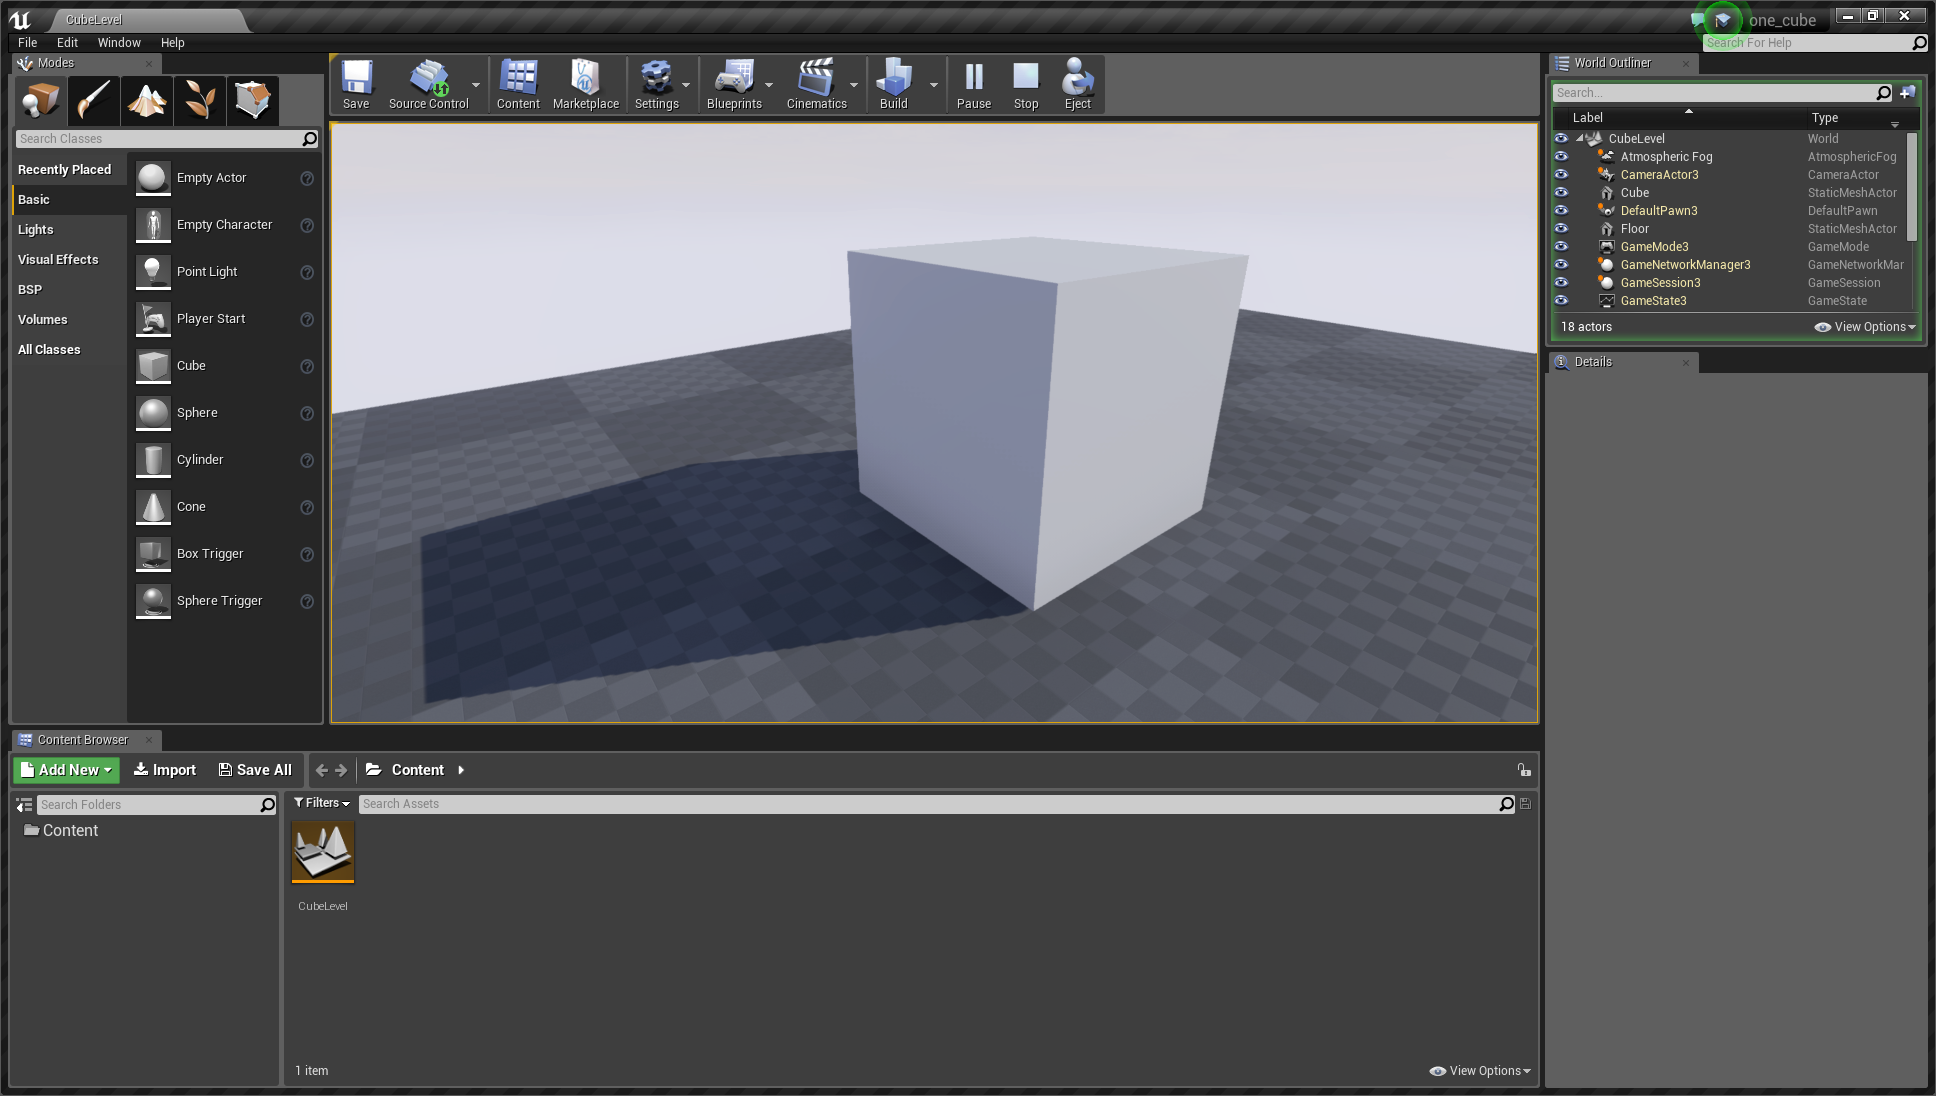 CubeLevel
one_cube
File Edit Window Help
Search For Help
Modes
Save Source Control Content Marketplace Settings Blueprints Cinematics Build Pause Stop Eject
Search Classes
Recently Placed
Basic
Lights
Visual Effects
BSP
Volumes
All Classes
Empty Actor
Empty Character
Point Light
Player Start
Cube
Sphere
Cylinder
Cone
Box Trigger
Sphere Trigger
World Outliner
Search...
Label Type
CubeLevel World
Atmospheric Fog AtmosphericFog
CameraActor3 CameraActor
Cube StaticMeshActor
DefaultPawn3 DefaultPawn
Floor StaticMeshActor
GameMode3 GameMode
GameNetworkManager3 GameNetworkMar
GameSession3 GameSession
GameState3 GameState
18 actors View Options
Details
Content Browser
Add New Import Save All Content
Search Folders
Content
Filters Search Assets
CubeLevel
1 item View Options